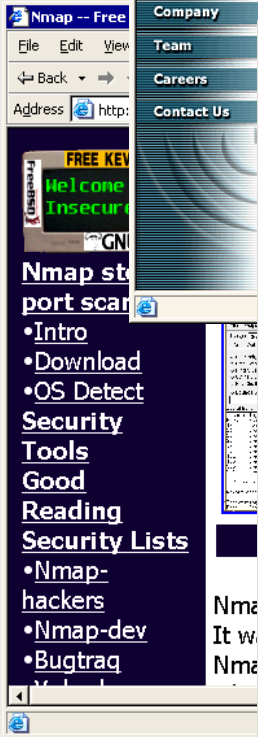 Nmap -- Free
File Edit View
Back
Address http:
Company
Team
Careers
Contact Us
FREE KEV
FreeBSD
Welcome
Insecure
GNU
Nmap ste
port scar
•Intro
•Download
•OS Detect
Security
Tools
Good
Reading
Security Lists
•Nmap-
hackers
•Nmap-dev
•Bugtraq
Nma
It wa
Nma